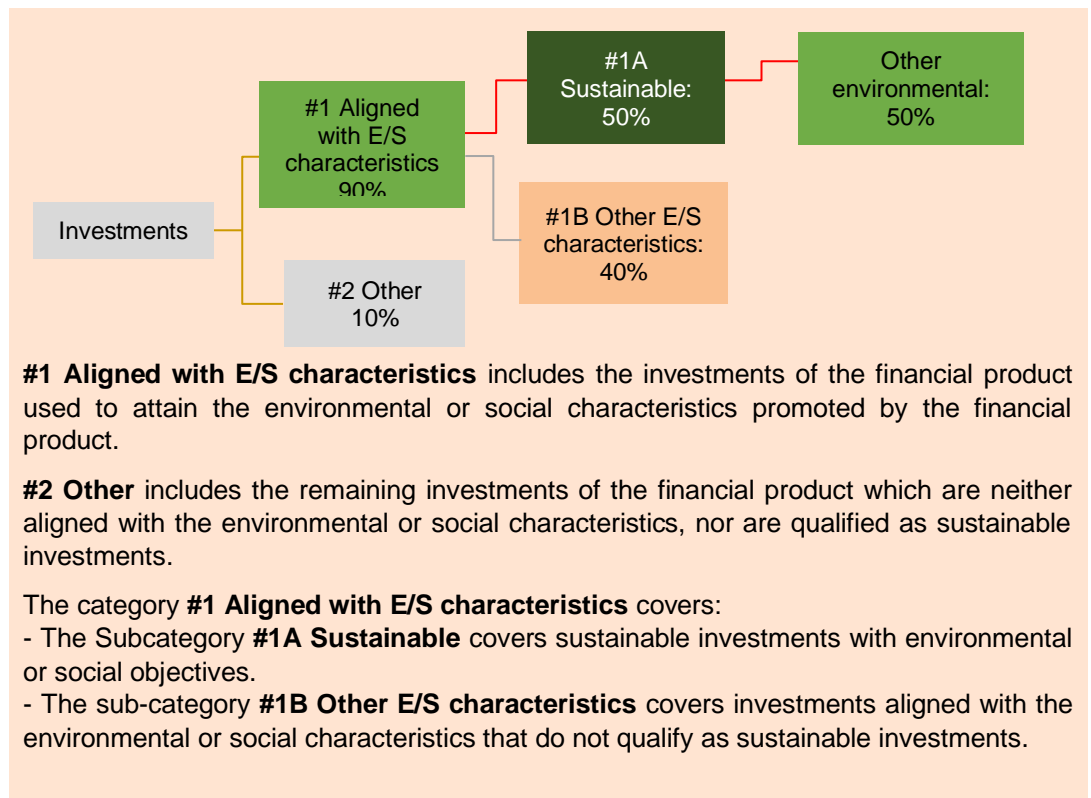 #1A
Sustainable:
50%
Other
environmental:
50%
#1 Aligned
with E/S
characteristics
90%
Investments
#1B Other E/S
characteristics:
40%
#2 Other
10%
#1 Aligned with E/S characteristics includes the investments of the financial product
used to attain the environmental or social characteristics promoted by the financial
product.
#2 Other includes the remaining investments of the financial product which are neither
aligned with the environmental or social characteristics, nor are qualified as sustainable
investments.
The category #1 Aligned with E/S characteristics covers:
- The Subcategory #1A Sustainable covers sustainable investments with environmental
or social objectives.
- The sub-category #1B Other E/S characteristics covers investments aligned with the
environmental or social characteristics that do not qualify as sustainable investments.